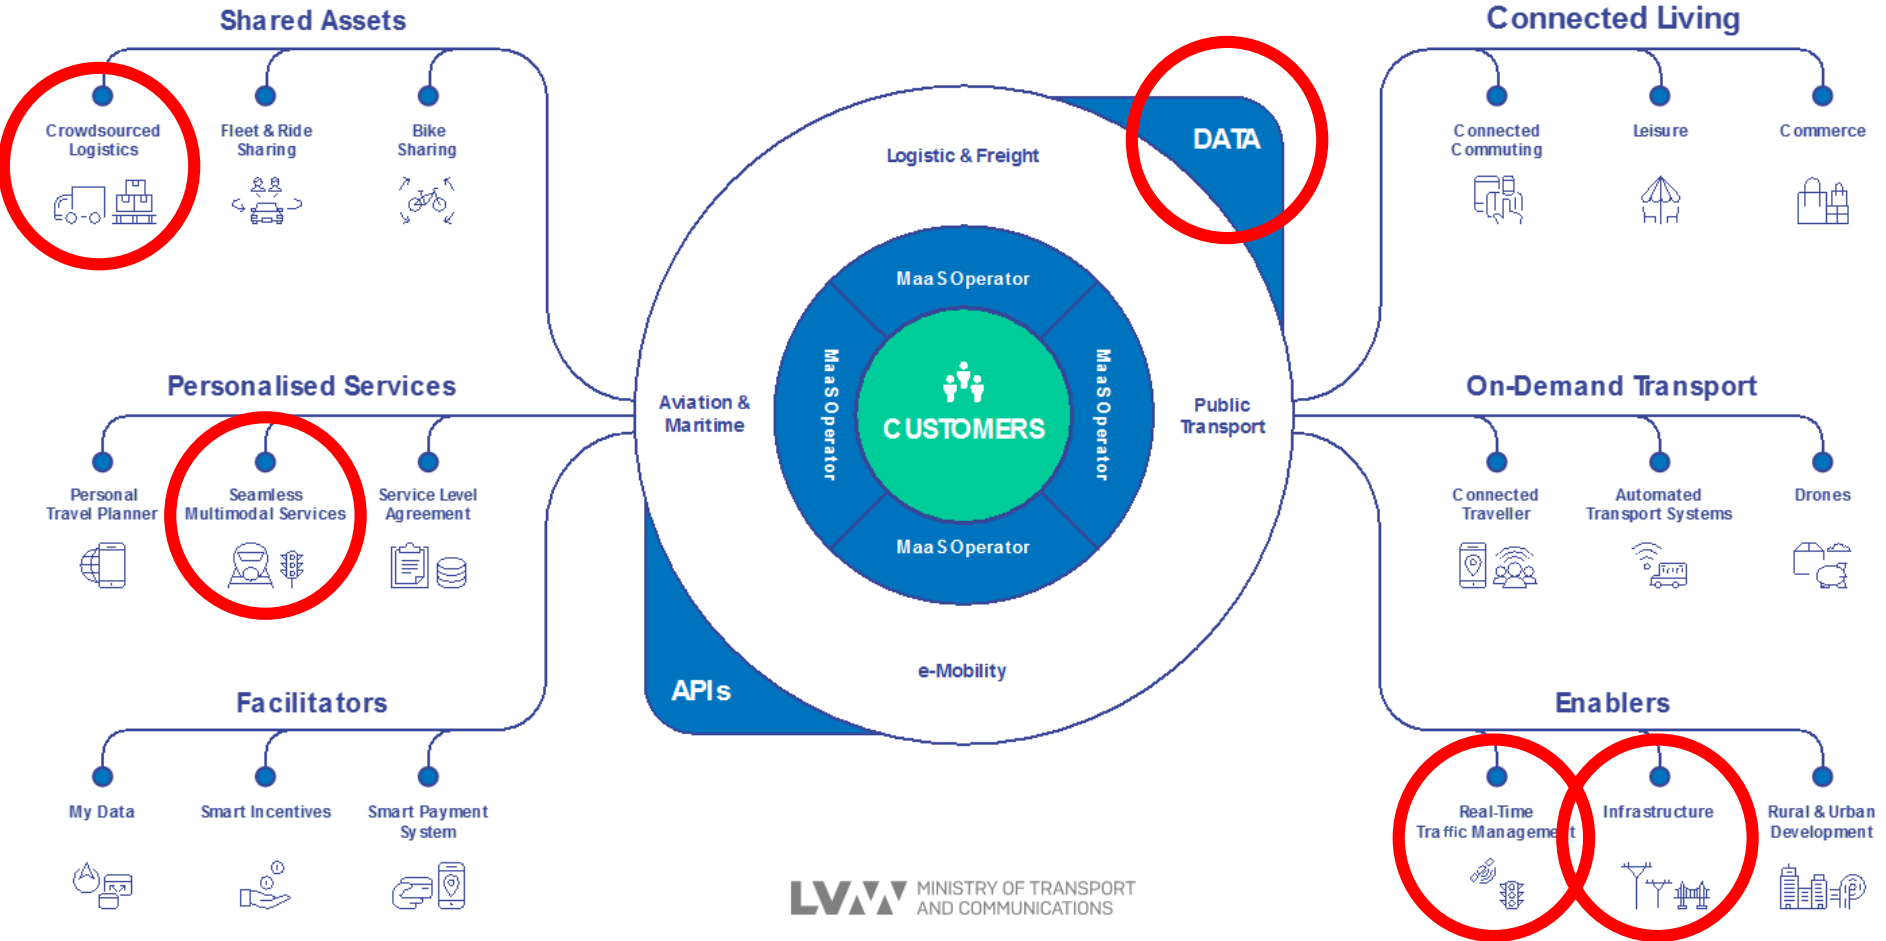 Shared Assets
Crowdsourced
Logistics
Fleet & Ride
Sharing
Bike
Sharing
Personalised Services
Personal
Travel Planner
Seamless
Multimodal Services
Service Level
Agreement
Facilitators
My Data
Smart Incentives
Smart Payment
System
DATA
Logistic & Freight
MaaS Operator
MaaS Operator
MaaS Operator
MaaS Operator
CUSTOMERS
Aviation &
Maritime
Public
Transport
e-Mobility
APIs
Connected Living
Connected
Commuting
Leisure
Commerce
On-Demand Transport
Connected
Traveller
Automated
Transport Systems
Drones
Enablers
Real-Time
Traffic Management
Infrastructure
Rural & Urban
Development
LVM MINISTRY OF TRANSPORT
AND COMMUNICATIONS